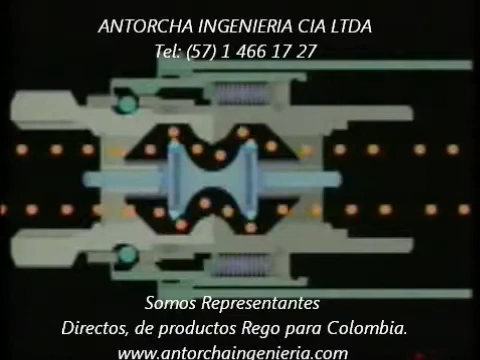 ANTORCHA INGENIERIA CIA LTDA
Tel: (57) 1 466 17 27
Somos Representantes
Directos, de productos Rego para Colombia.
www.antorchaingenieria.com